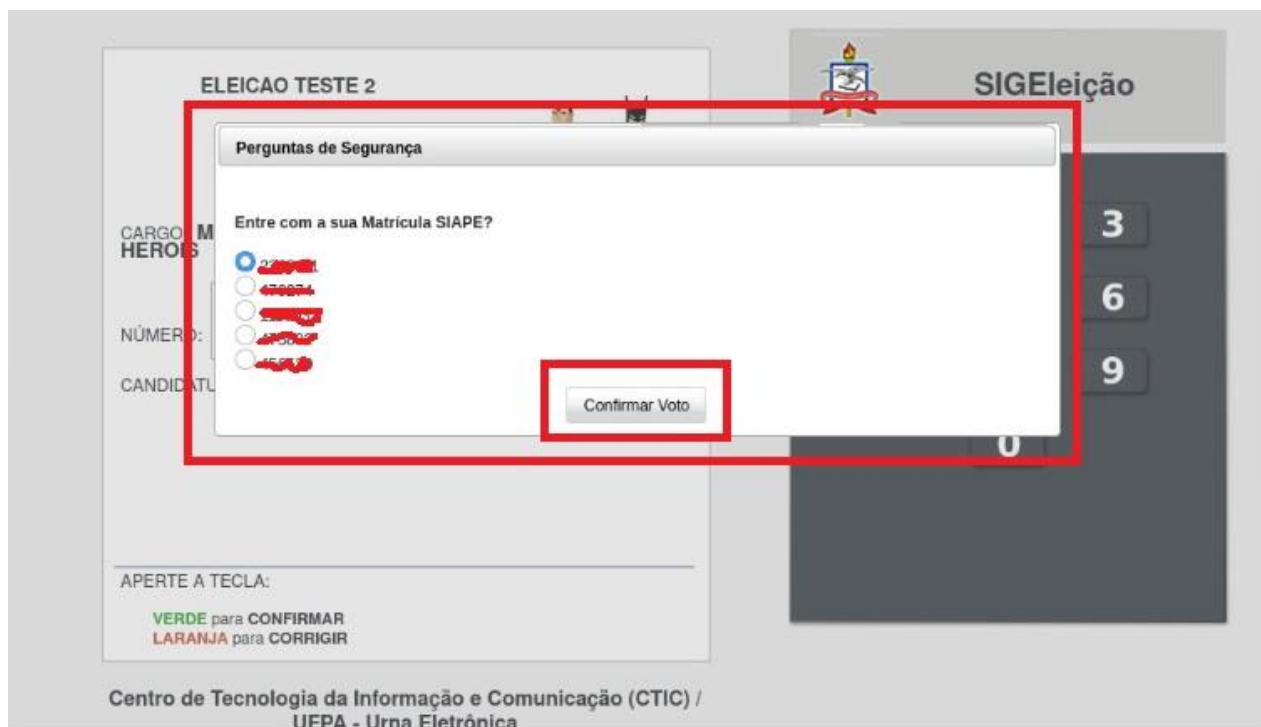 ELEICAO TESTE 2
SIGEleição
Perguntas de Segurança
Entre com a sua Matrícula SIAPE?
CARGO: M
HEROIS
NÚMERO:
CANDIDATU
Confirmar Voto
3
6
9
0
APERTE A TECLA:
VERDE para CONFIRMAR
LARANJA para CORRIGIR
Centro de Tecnologia da Informação e Comunicação (CTIC) /
UFPA - Urna Eletrônica